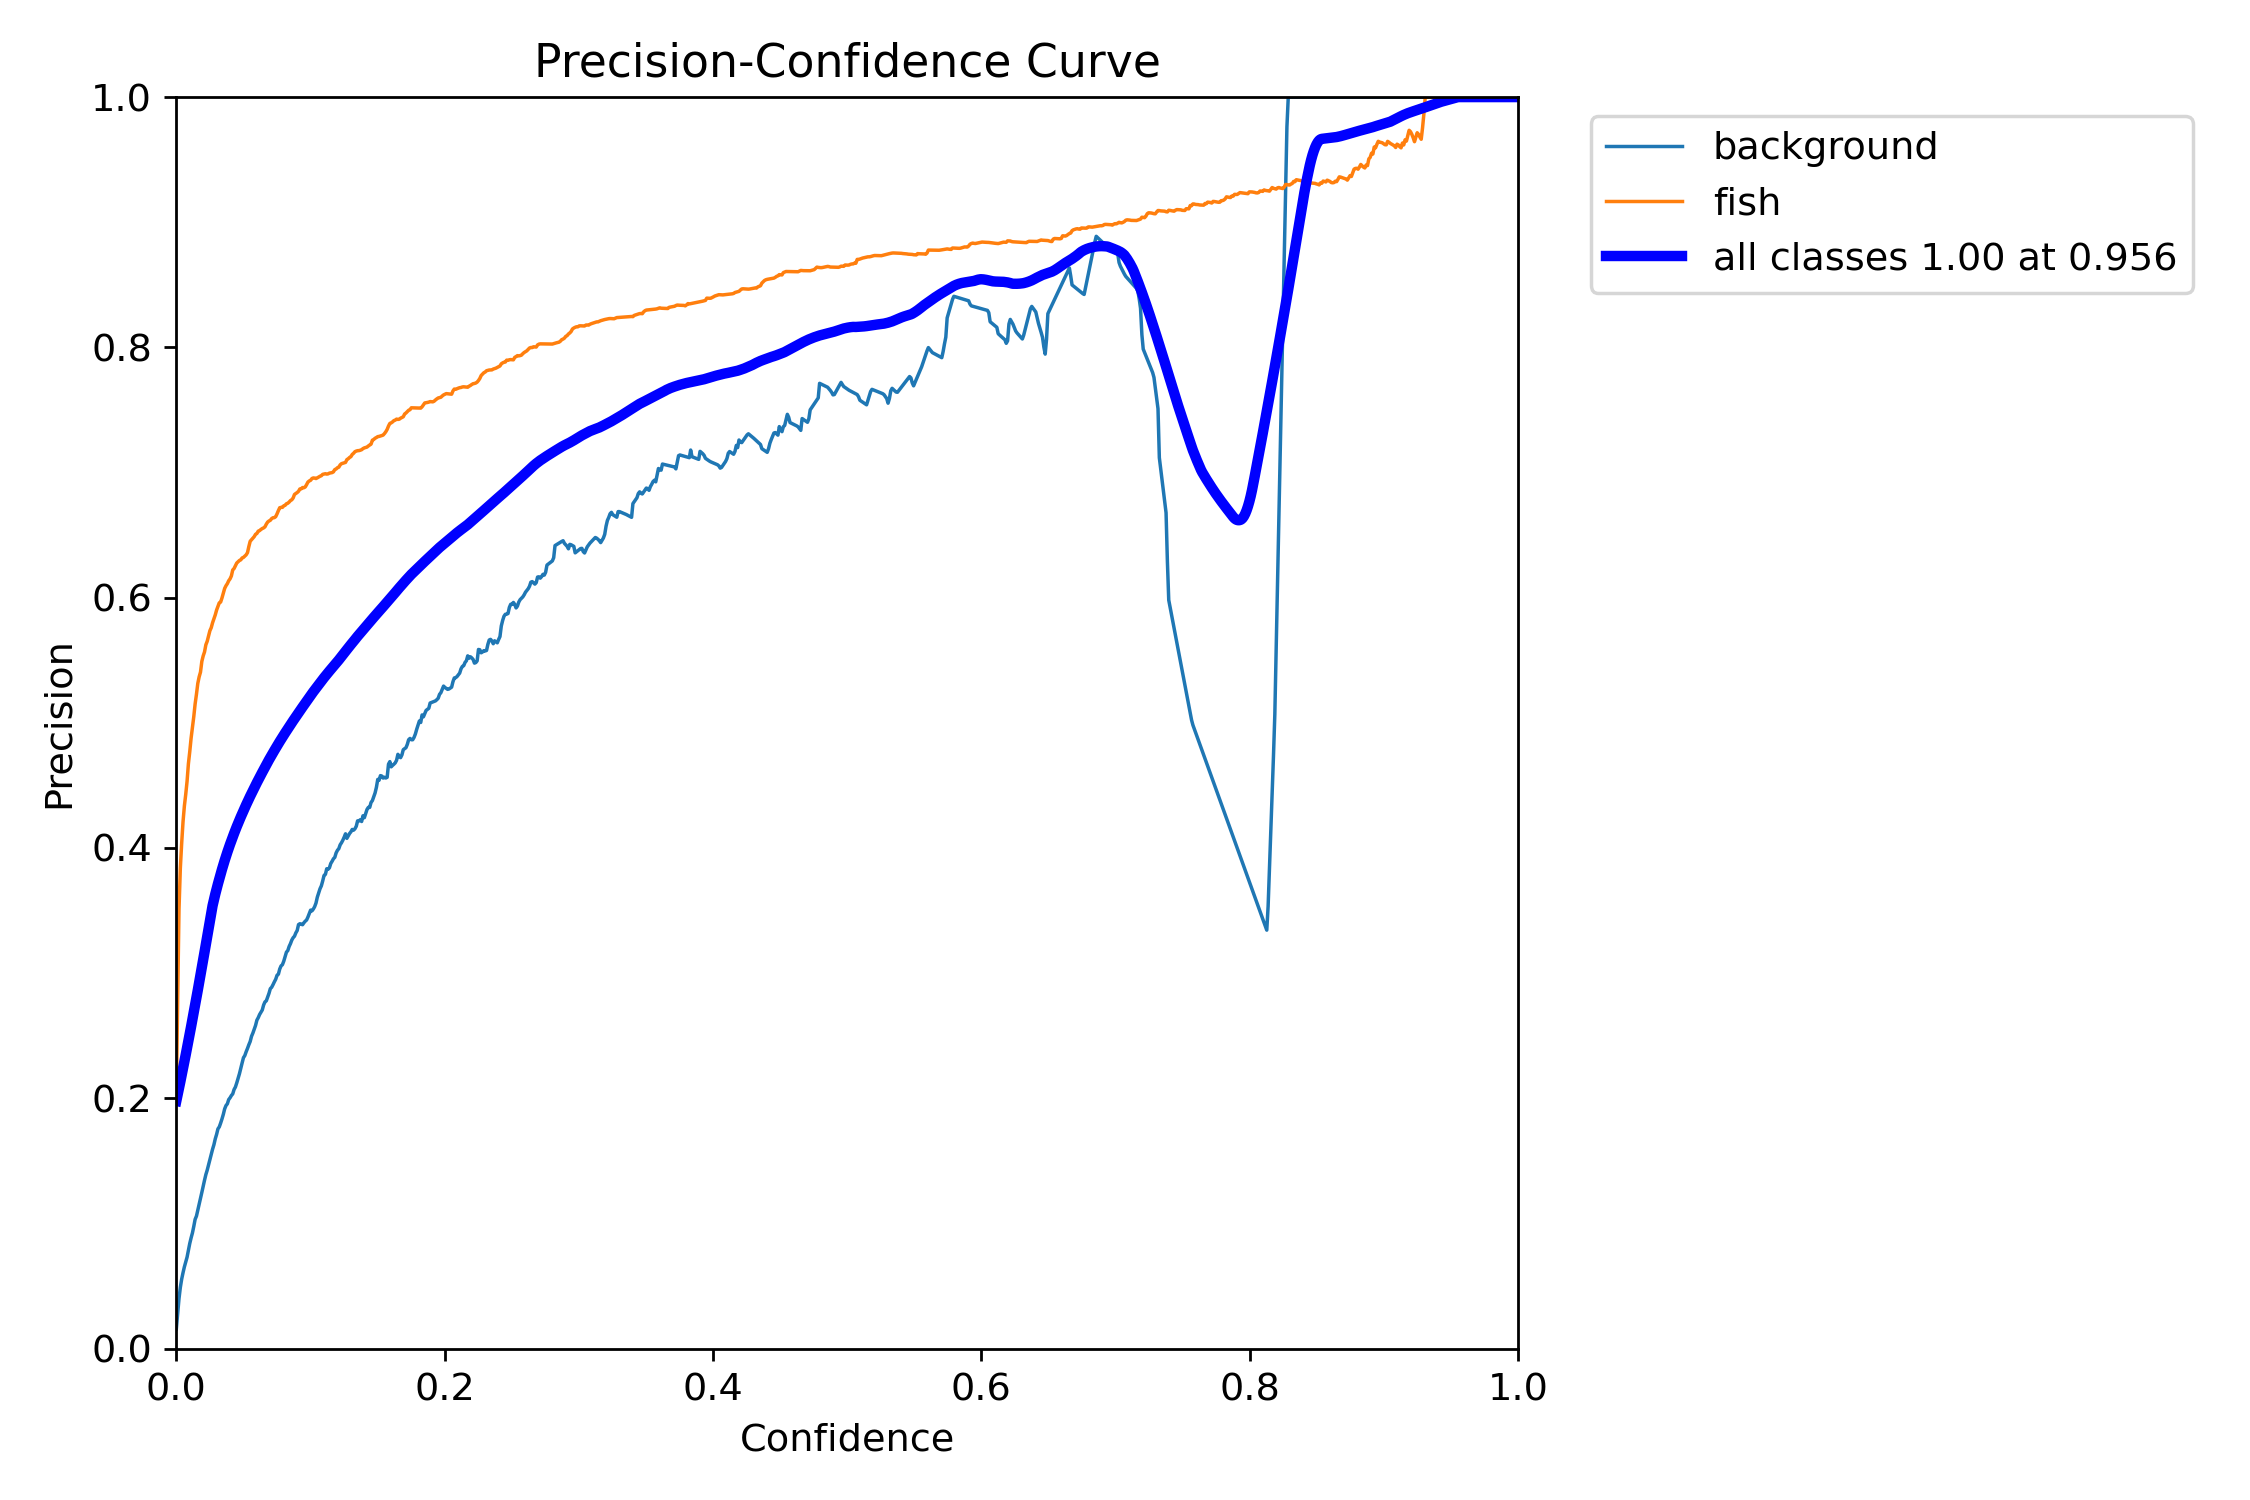 Precision-Confidence Curve
1.0
0.8
0.6
0.4
0.2
0.0
Precision
0.0 0.2 0.4 0.6 0.8 1.0
Confidence
background
fish
all classes 1.00 at 0.956